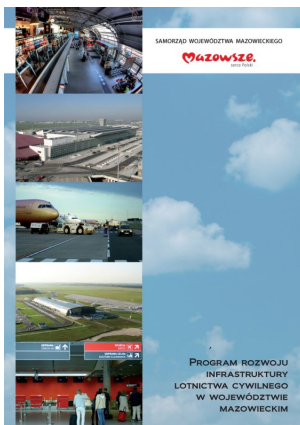 SAMORZĄD WOJEWÓDZTWA MAZOWIECKIEGO
mazowsze.
serce Polski
PROGRAM ROZWOJU
INFRASTRUKTURY
LOTNICTWA CYWILNEGO
W WOJEWÓDZTWIE
MAZOWIECKIM